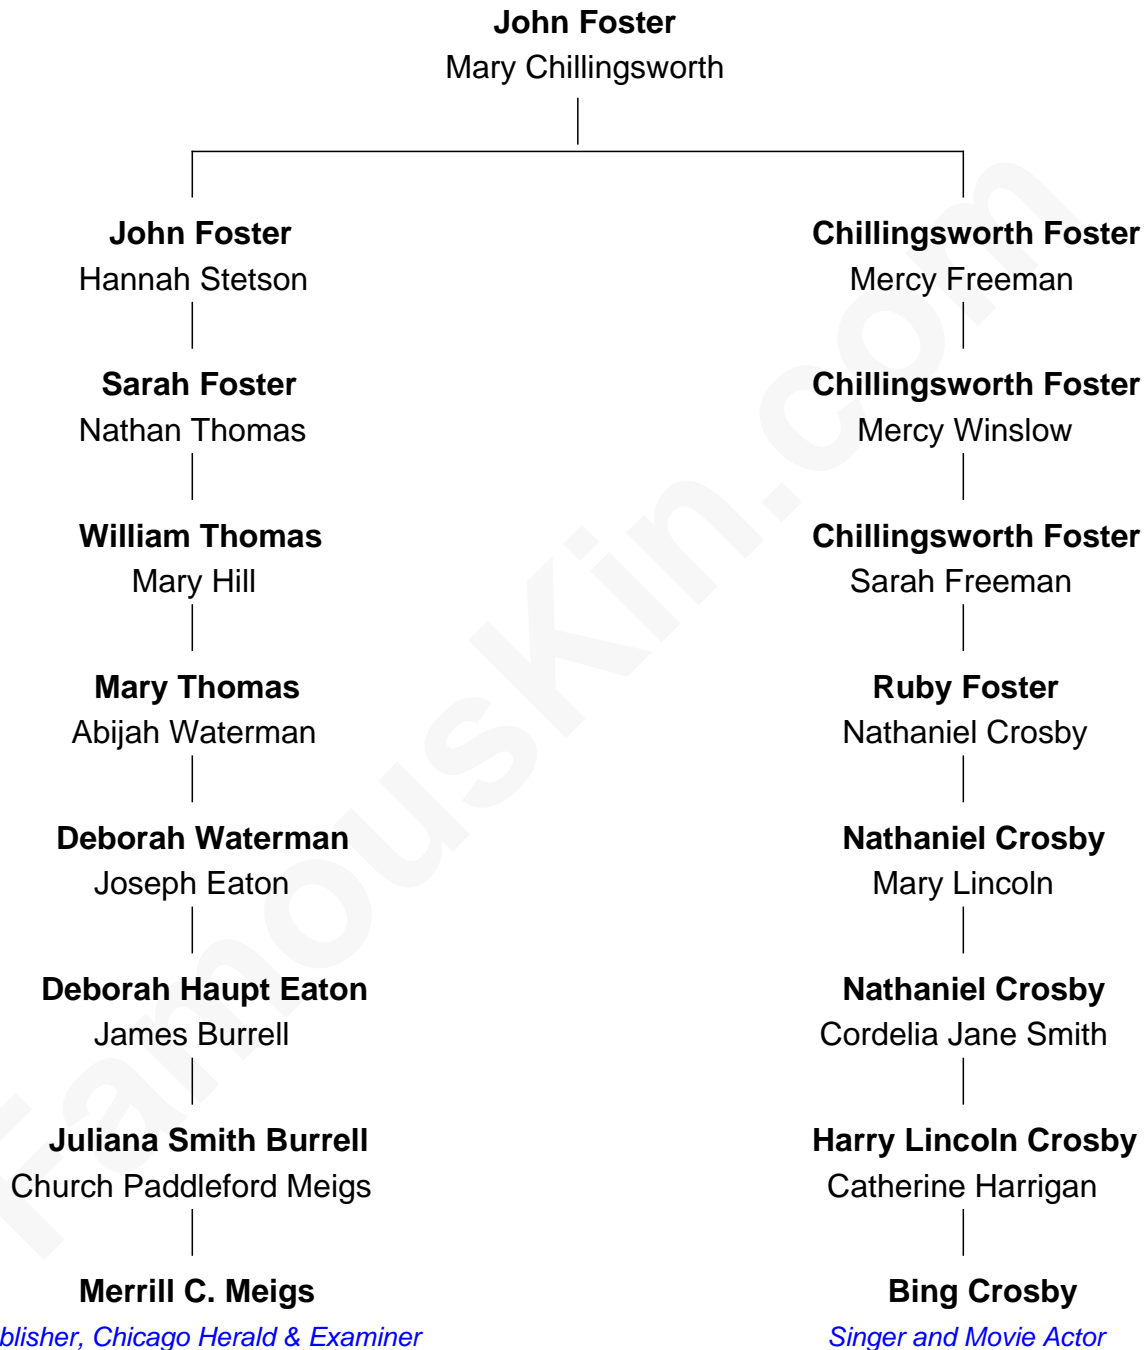 John Foster
Mary Chillingsworth
John Foster
Hannah Stetson
Chillingsworth Foster
Mercy Freeman
Sarah Foster
Nathan Thomas
Chillingsworth Foster
Mercy Winslow
William Thomas
Mary Hill
Chillingsworth Foster
Sarah Freeman
Mary Thomas
Abijah Waterman
Ruby Foster
Nathaniel Crosby
Deborah Waterman
Joseph Eaton
Nathaniel Crosby
Mary Lincoln
Deborah Haupt Eaton
James Burrell
Nathaniel Crosby
Cordelia Jane Smith
Juliana Smith Burrell
Church Paddleford Meigs
Harry Lincoln Crosby
Catherine Harrigan
Merrill C. Meigs
blisher, Chicago Herald & Examiner
Bing Crosby
Singer and Movie Actor
FamousKin.com